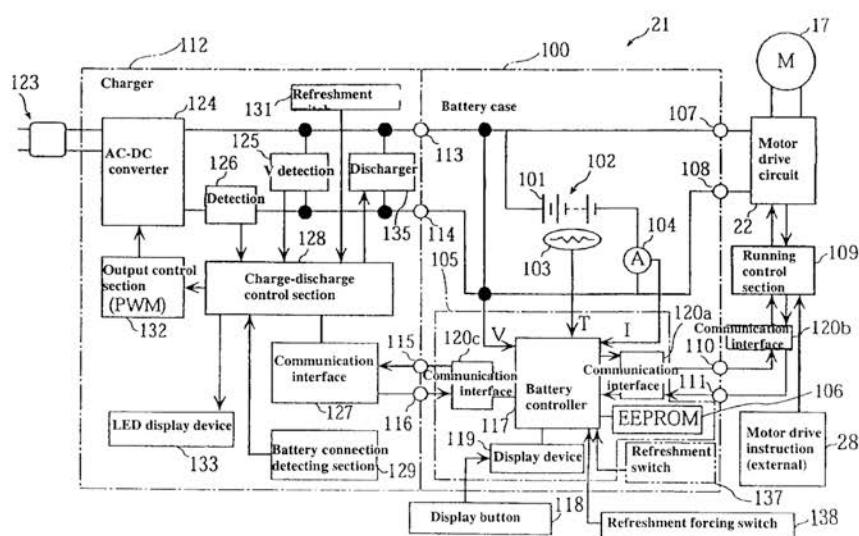 112
100
21
17
M
123
Charger
Battery case
124
131
Refreshment
107
AC-DC
converter
126
125
V detection
Discharger
113
102
101
108
Motor
drive
circuit
22
Detection
135
114
128
103
104
A
105
109
Output control
section
(PWM)
132
Charge-discharge
control section
Running
control
section
120a
120b
V
T
I
115
120c
110
Communication
interface
127
Communication
interface
Battery
controller
Communication
interface
Communication
interface
111
116
117
EEPROM
106
LED display device
133
Battery connection
detecting section
129
119
Display device
Refreshment
switch
137
Motor drive
instruction
(external)
28
Display button
118
Refreshment forcing switch
138